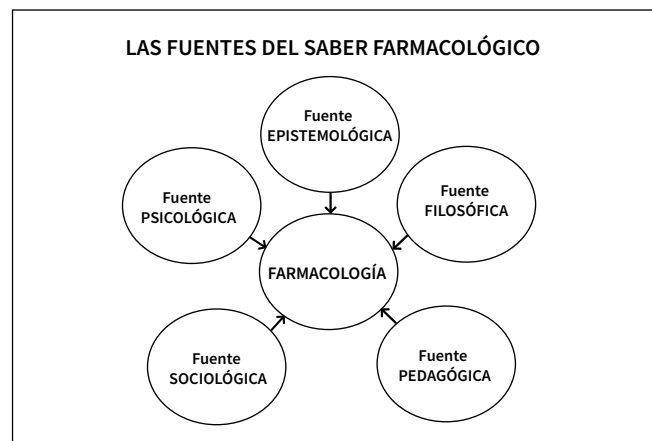 LAS FUENTES DEL SABER FARMACOLÓGICO
Fuente
EPISTEMOLÓGICA
Fuente
PSICOLÓGICA
Fuente
FILOSÓFICA
FARMACOLOGÍA
Fuente
SOCIOLÓGICA
Fuente
PEDAGÓGICA